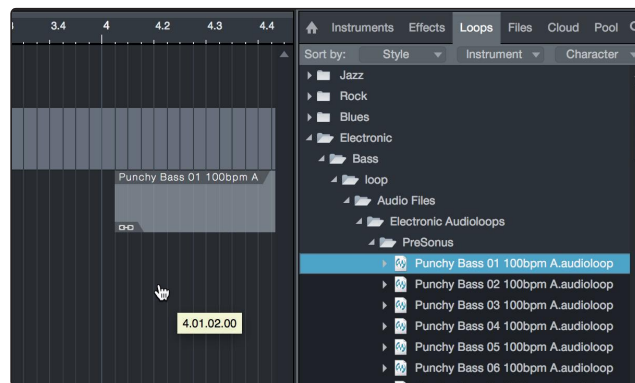 3.4 4 4.2 4.3 4.4
Instruments Effects Loops Files Cloud Pool
Sort by: Style Instrument Character
Jazz
Rock
Blues
Electronic
Bass
loop
Audio Files
Electronic Audioloops
PreSonus
Punchy Bass 01 100bpm A.audioloop
Punchy Bass 02 100bpm A.audioloop
Punchy Bass 03 100bpm A.audioloop
Punchy Bass 04 100bpm A.audioloop
Punchy Bass 05 100bpm A.audioloop
Punchy Bass 06 100bpm A.audioloop
Punchy Bass 01 100bpm A
4.01.02.00